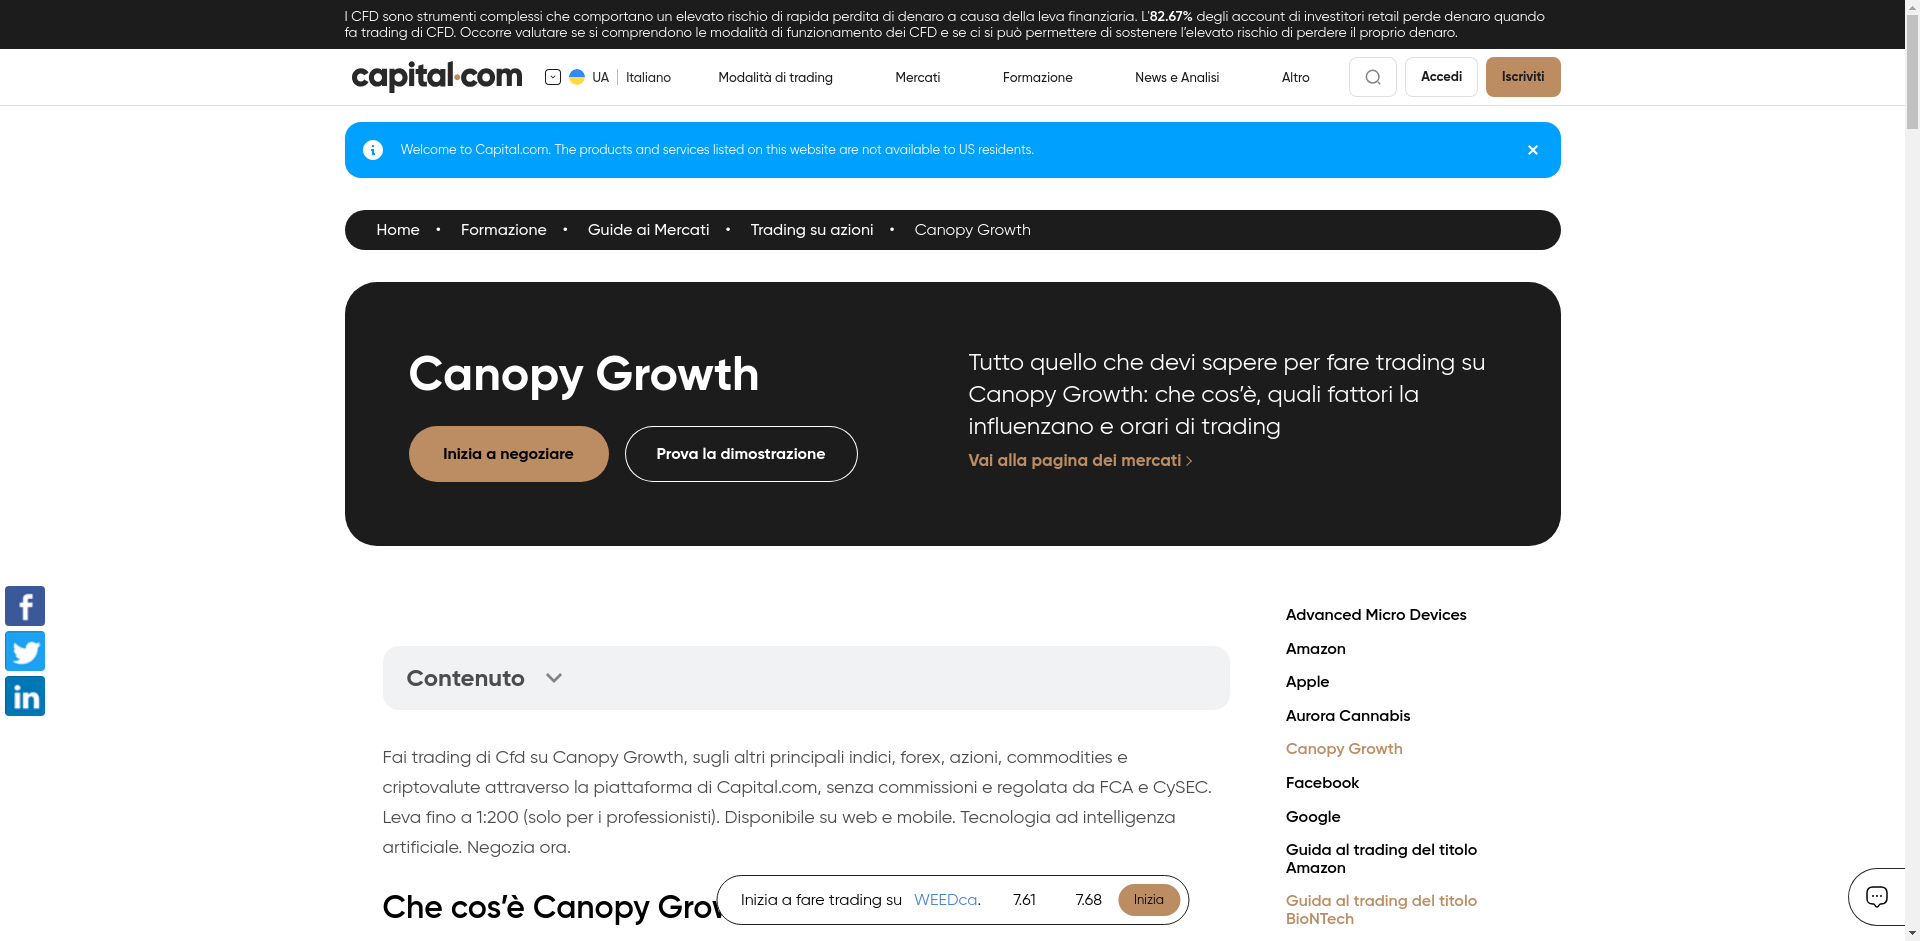 I CFD sono strumenti complessi che comportano un elevato rischio di rapida perdita di denaro a causa della leva finanziaria. L'82.67% degli account di investitori retail perde denaro quando
fa trading di CFD. Occorre valutare se si comprendono le modalità di funzionamento dei CFD e se ci si può permettere di sostenere l'elevato rischio di perdere il proprio denaro.
capital.com
UA | Italiano
Modalità di trading
Mercati
Formazione
News e Analisi
Altro
Accedi
Iscriviti
Welcome to Capital.com. The products and services listed on this website are not available to US residents.
Home • Formazione • Guide ai Mercati • Trading su azioni • Canopy Growth
Canopy Growth
Inizia a negoziare
Prova la dimostrazione
Tutto quello che devi sapere per fare trading su
Canopy Growth: che cos'è, quali fattori la
influenzano e orari di trading
Vai alla pagina dei mercati
Contenuto
Fai trading di Cfd su Canopy Growth, sugli altri principali indici, forex, azioni, commodities e
criptovalute attraverso la piattaforma di Capital.com, senza commissioni e regolata da FCA e CySEC.
Leva fino a 1:200 (solo per i professionisti). Disponibile su web e mobile. Tecnologia ad intelligenza
artificiale. Negozia ora.
Che cos'è Canopy
Inizia a fare trading su WEEDca. 7.61 7.68 Inizia
Advanced Micro Devices
Amazon
Apple
Aurora Cannabis
Canopy Growth
Facebook
Google
Guida al trading del titolo
Amazon
Guida al trading del titolo
BioNTech